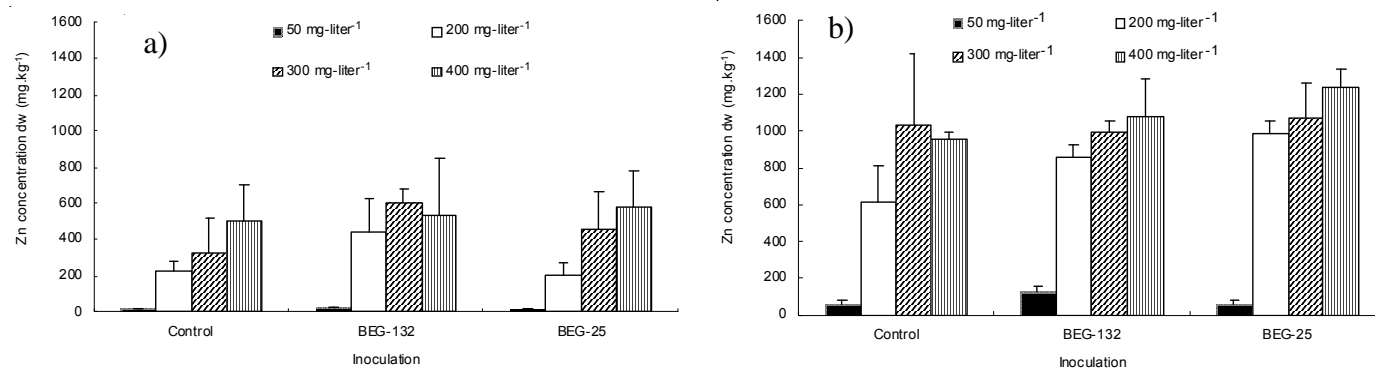 a)
50 mg-liter⁻¹ 200 mg-liter⁻¹
300 mg-liter⁻¹ 400 mg-liter⁻¹
Zn concentration dw (mg.kg⁻¹)
1600
1400
1200
1000
800
600
400
200
0
Control BEG-132 BEG-25
Inoculation
b)
50 mg-liter⁻¹ 200 mg-liter⁻¹
300 mg-liter⁻¹ 400 mg-liter⁻¹
Zn concentration dw (mg.kg⁻¹)
1600
1400
1200
1000
800
600
400
200
0
Control BEG-132 BEG-25
Inoculation